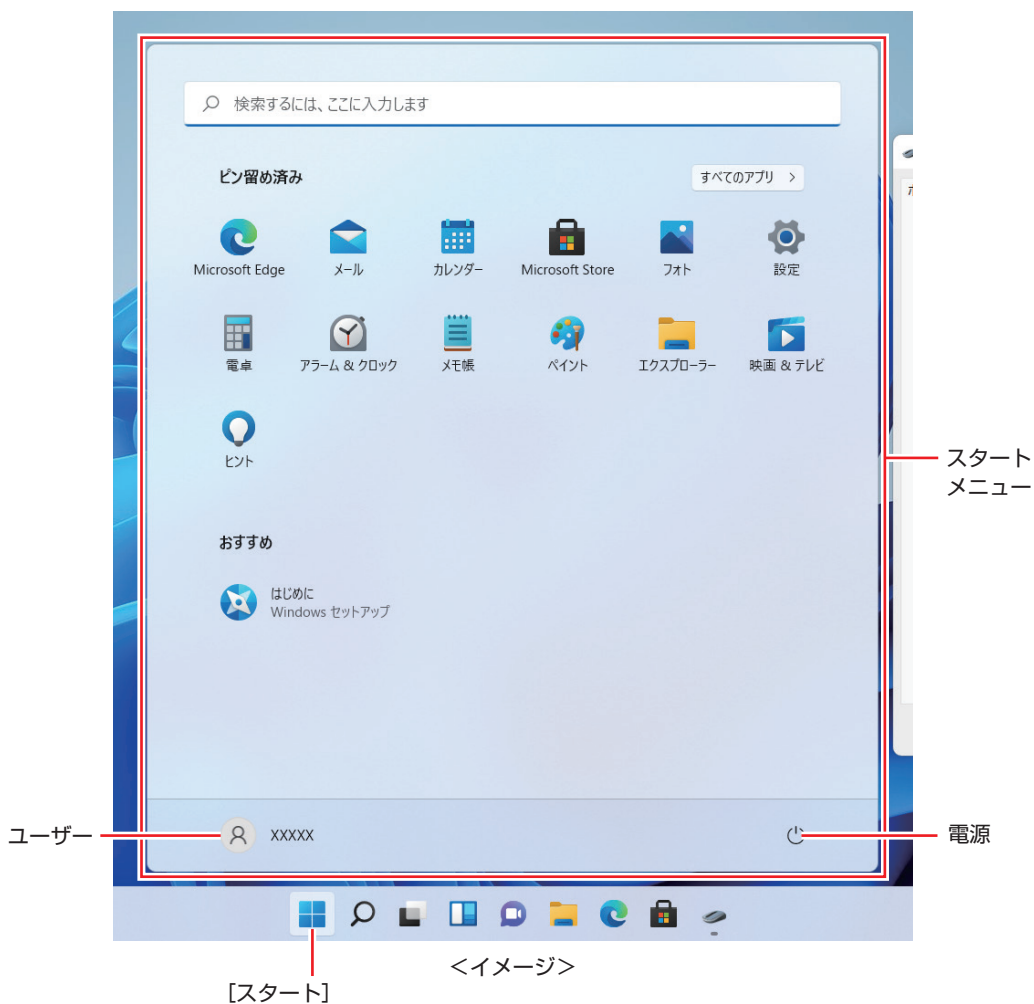 検索するには、ここに入力します
ピン留め済み
すべてのアプリ >
Microsoft Edge
メール
カレンダー
Microsoft Store
フォト
設定
電卓
アラーム & クロック
メモ帳
ペイント
エクスプローラー
映画 & テレビ
ヒント
スタート
メニュー
おすすめ
はじめに
Windows セットアップ
ユーザー
XXXXX
電源
<イメージ>
[スタート]